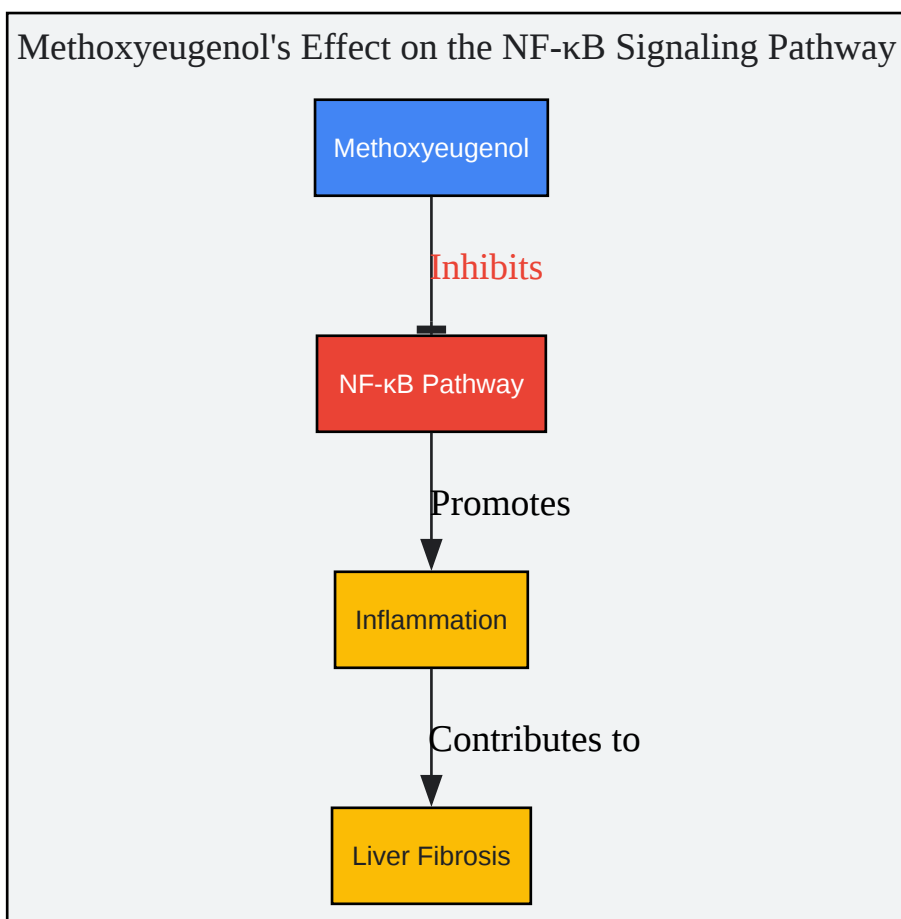 Methoxyeugenol's Effect on the NF-κB Signaling Pathway
Methoxyeugenol
Inhibits
NF-κB Pathway
Promotes
Inflammation
Contributes to
Liver Fibrosis